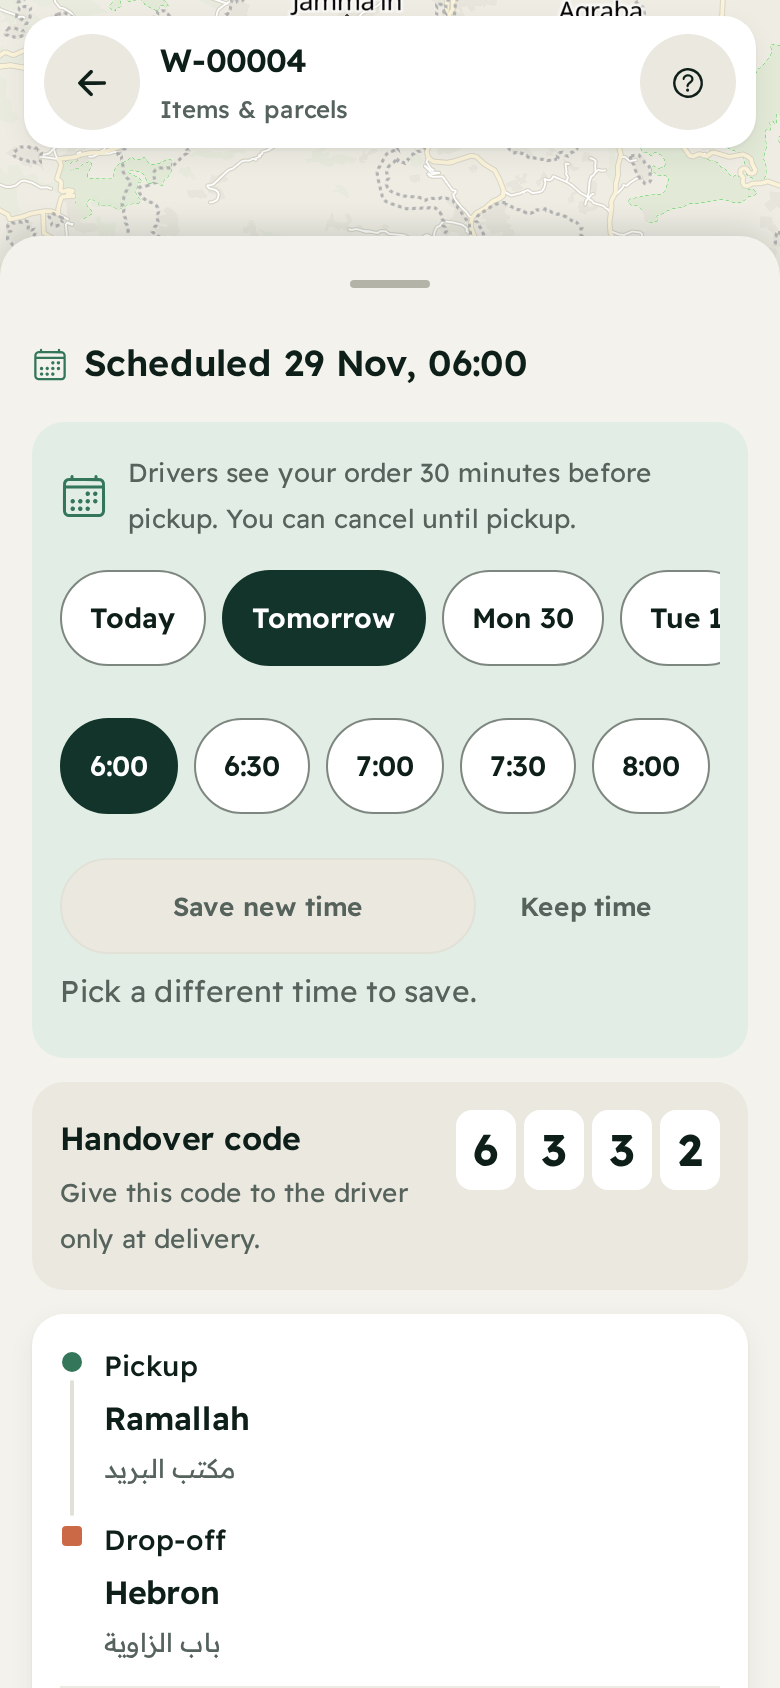 Jamma'in
Aqraba
W-00004
Items & parcels
Scheduled 29 Nov, 06:00
Drivers see your order 30 minutes before
pickup. You can cancel until pickup.
Today
Tomorrow
Mon 30
Tue 1
6:00
6:30
7:00
7:30
8:00
Save new time
Keep time
Pick a different time to save.
Handover code
6 3 3 2
Give this code to the driver
only at delivery.
Pickup
Ramallah
مكتب البريد
Drop-off
Hebron
باب الزاوية